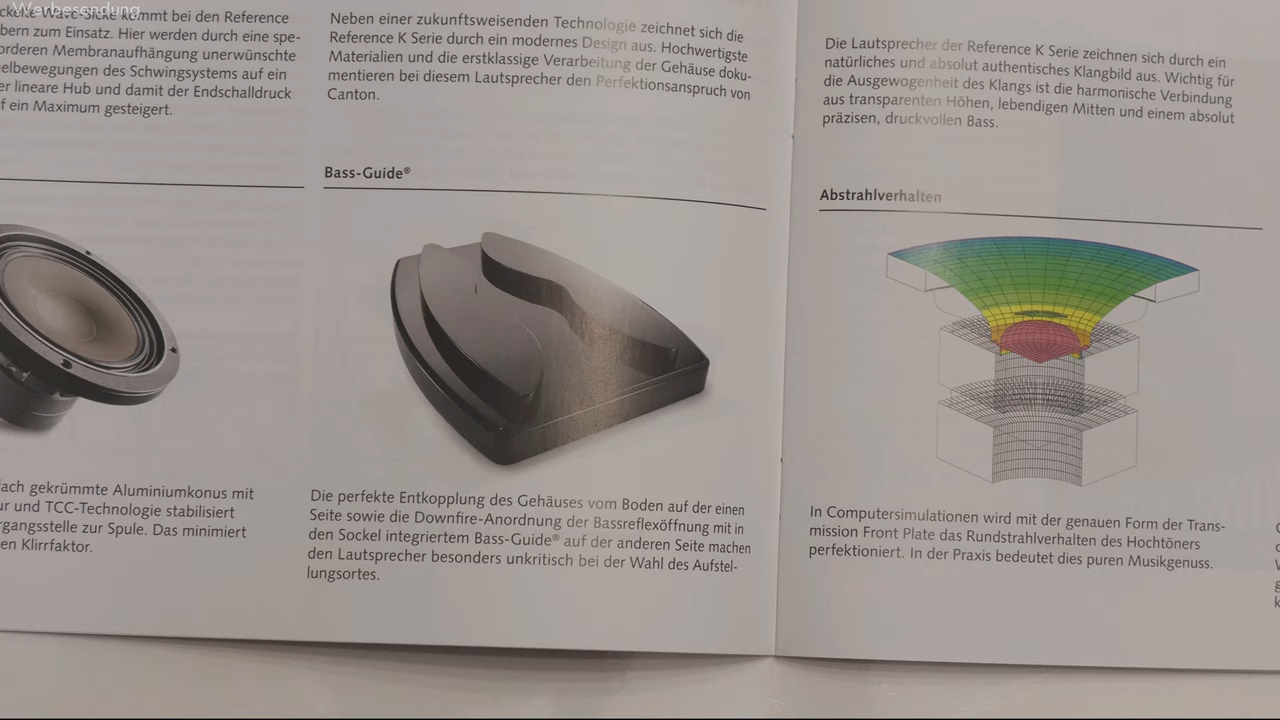 Werbesendung
Wave-Sicke kommt bei den Reference
zum Einsatz. Hier werden durch eine spe-
Membranaufhängung unerwünschte
des Schwingsystems auf ein
lineare Hub und damit der Endschalldruck
ein Maximum gesteigert.
gekrümmte Aluminiumkonus mit
und TCC-Technologie stabilisiert
zur Spule. Das minimiert
Klirrfaktor.
Neben einer zukunftsweisenden Technologie zeichnet sich die
Reference K Serie durch ein modernes Design aus. Hochwertigste
Materialien und die erstklassige Verarbeitung der Gehäuse doku-
mentieren bei diesem Lautsprecher den Perfektionsanspruch von
Canton.
Bass-Guide®
Die perfekte Entkopplung des Gehäuses vom Boden auf der einen
Seite sowie die Downfire-Anordnung der Bassreflexöffnung mit in
den Sockel integriertem Bass-Guide® auf der anderen Seite machen
den Lautsprecher besonders unkritisch bei der Wahl des Aufstel-
lungsortes.
Die Lautsprecher der Reference K Serie zeichnen sich durch ein
natürliches und absolut authentisches Klangbild aus. Wichtig für
die Ausgewogenheit des Klangs ist die harmonische Verbindung
aus transparenten Höhen, lebendigen Mitten und einem absolut
präzisen, druckvollen Bass.
Abstrahlverhalten
In Computersimulationen wird mit der genauen Form der Trans-
mission Front Plate das Rundstrahlverhalten des Hochtöners
perfektioniert. In der Praxis bedeutet dies puren Musikgenuss.